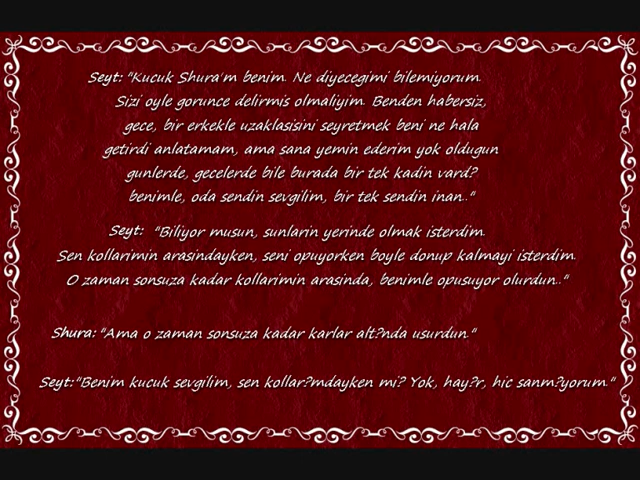 Seyt: "Kucuk Shura'm benim. Ne diyecegimi bilemiyorum.
Sizi oyle gorunce delirmis olmaliyim. Benden habersiz,
gece, bir erkekle uzaklasisini seyretmek beni ne hala
getirdi anlatamam, ama sana yemin ederim yok oldugun
gunlerde, gecelerde bile burada bir tek kadin vard?
benimle, oda sendin sevgilim, bir tek sendin inan.."
Seyt: "Biliyor musun, sunlarin yerinde olmak isterdim.
Sen kollarimin arasindayken, seni opuyorken boyle donup kalmayi isterdim.
O zaman sonsuza kadar kollarimin arasinda, benimle opusuyor olurdun.."
Shura: "Ama o zaman sonsuza kadar karlar alt?nda usurdun."
Seyt:"Benim kucuk sevgilim, sen kollar?mdayken mi? Yok, hay?r, hic sanm?yorum."